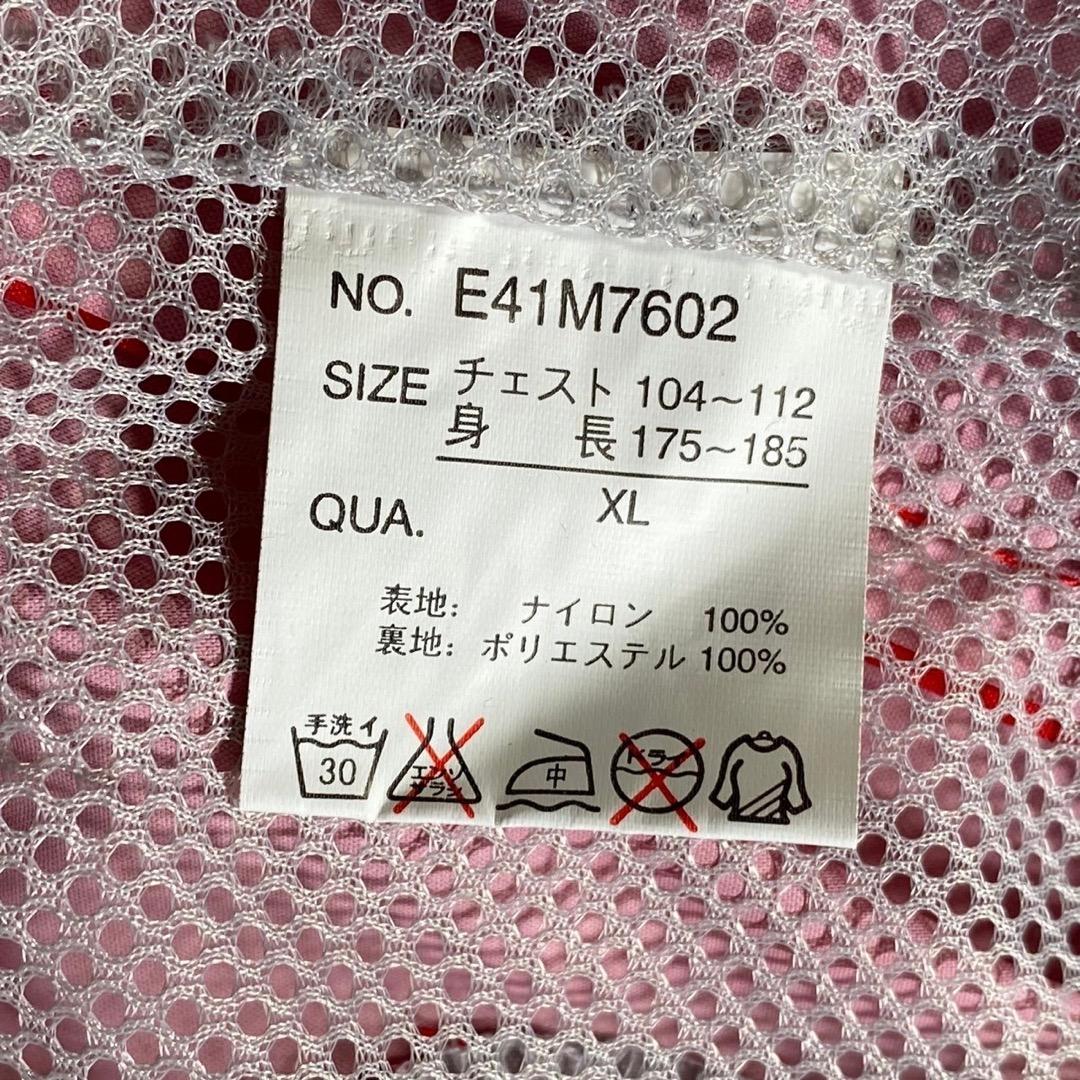 NO. E41M7602
SIZE チェスト 104~112
身 長 175~185
XL
QUA.
表地: ナイロン 100%
裏地: ポリエステル 100%
手洗イ
30
エンソ
サラシ
中
ドライ